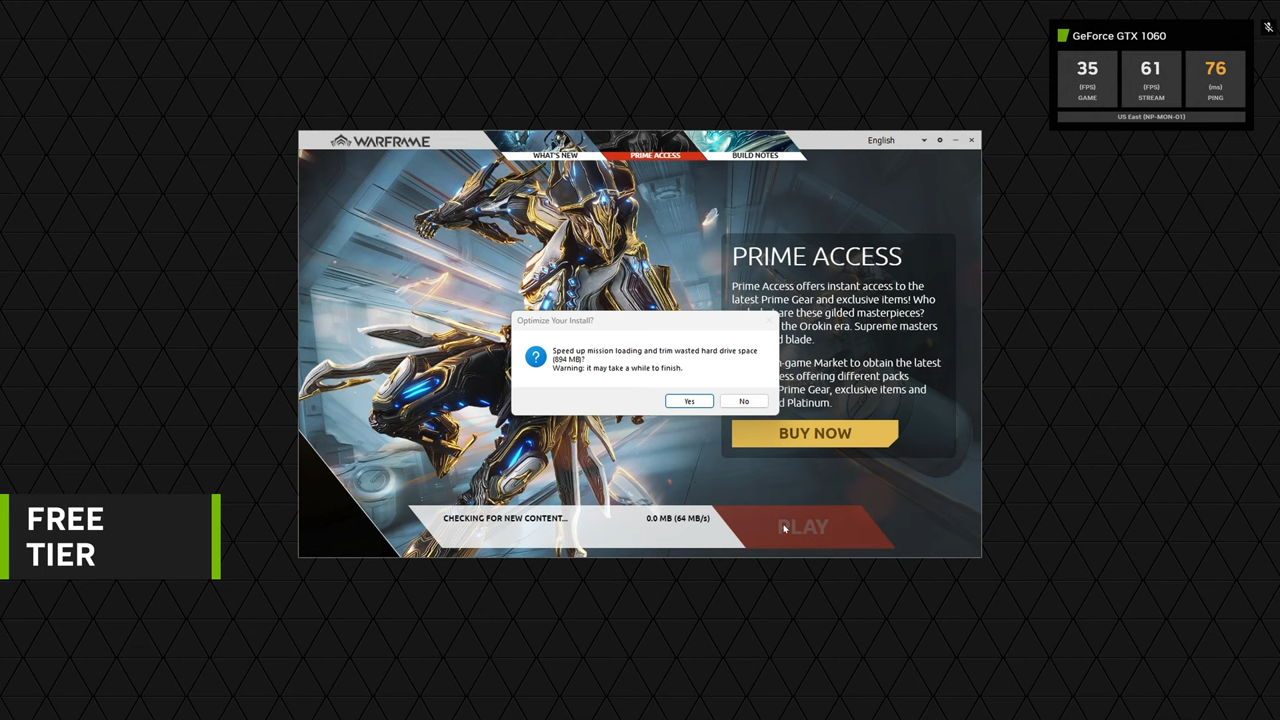 GeForce GTX 1060
35 61 76
(FPS) (FPS) (ms)
GAME STREAM PING
US East (NP-MON-01)
WARFRAME
English
WHAT'S NEW PRIME ACCESS BUILD NOTES
PRIME ACCESS
Prime Access offers instant access to the
latest Prime Gear and exclusive items! Who
are these gilded masterpieces?
the Orokin era. Supreme masters
blade.
-game Market to obtain the latest
offering different packs
Prime Gear, exclusive items and
Platinum.
BUY NOW
Optimize Your Install?
Speed up mission loading and trim wasted hard drive space
(894 MB)?
Warning: it may take a while to finish.
Yes No
CHECKING FOR NEW CONTENT... 0.0 MB (64 MB/s)
PLAY
FREE
TIER